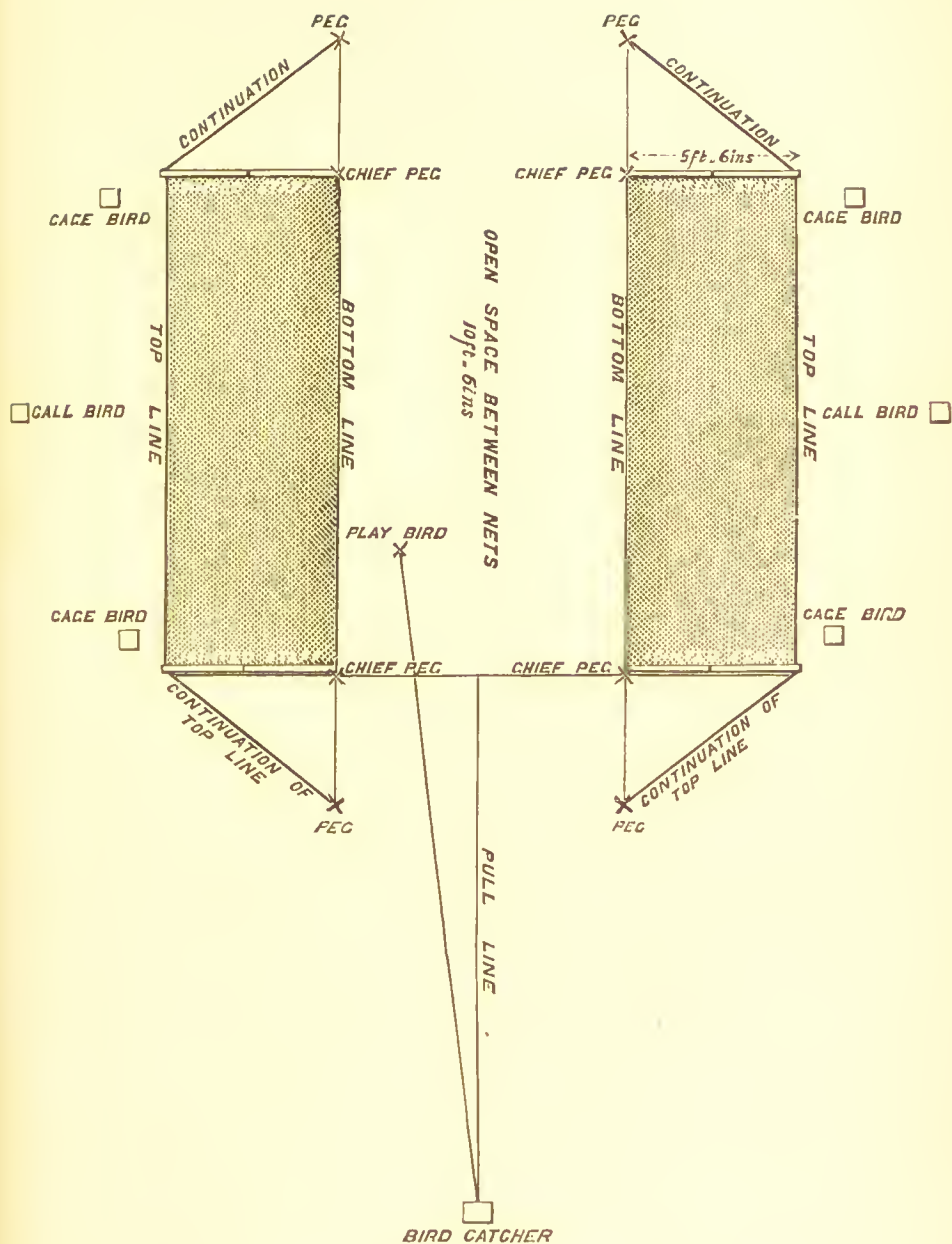 PEG
PEG
CONTINUATION
CONTINUATION
5ft. 6ins
CHIEF PEG
CHIEF PEG
CAGE BIRD
CAGE BIRD
OPEN SPACE BETWEEN NETS
10ft. 6ins
TOP LINE
BOTTOM LINE
BOTTOM LINE
TOP LINE
CALL BIRD
CALL BIRD
PLAY BIRD
CAGE BIRD
CAGE BIRD
CHIEF PEG
CHIEF PEG
CONTINUATION OF
TOP LINE
CONTINUATION OF
TOP LINE
PEG
PEG
PULL LINE
BIRD CATCHER